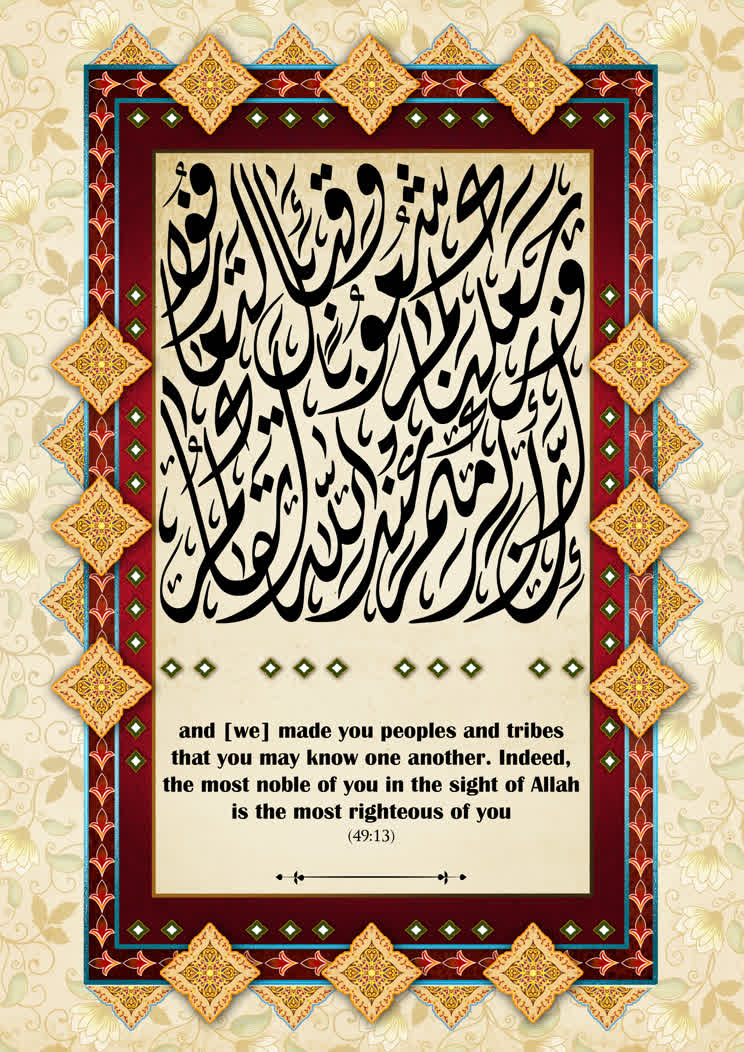 وجعلناكم شعوبا وقبائل لتعارفوا
إن أكرمكم عند الله أتقاكم
and [we] made you peoples and tribes
that you may know one another. Indeed,
the most noble of you in the sight of Allah
is the most righteous of you
(49:13)